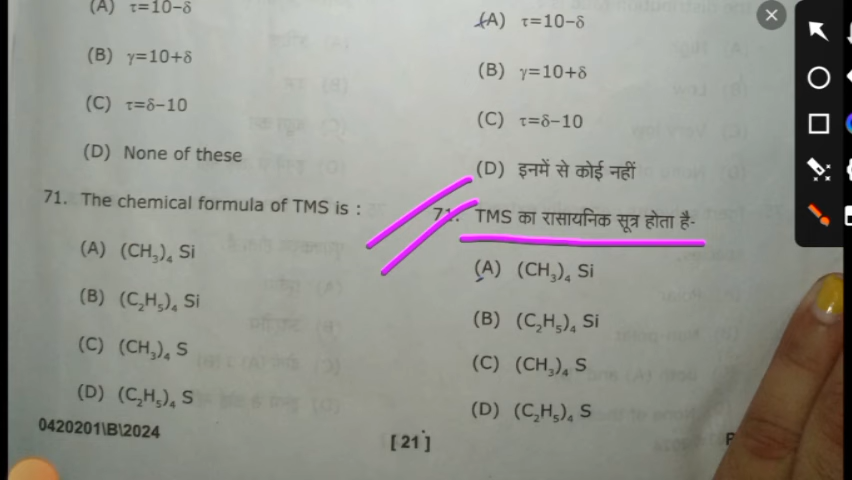 (A) τ=10-δ
(B) γ=10+δ
(C) τ=δ-10
(D) None of these
71. The chemical formula of TMS is :
(A) (CH₃)₄ Si
(B) (C₂H₅)₄ Si
(C) (CH₃)₄ S
(D) (C₂H₅)₄ S
0420201\B\2024
(A) τ=10-δ
(B) γ=10+δ
(C) τ=δ-10
(D) इनमें से कोई नहीं
71. TMS का रासायनिक सूत्र होता है-
(A) (CH₃)₄ Si
(B) (C₂H₅)₄ Si
(C) (CH₃)₄ S
(D) (C₂H₅)₄ S
[ 21 ]